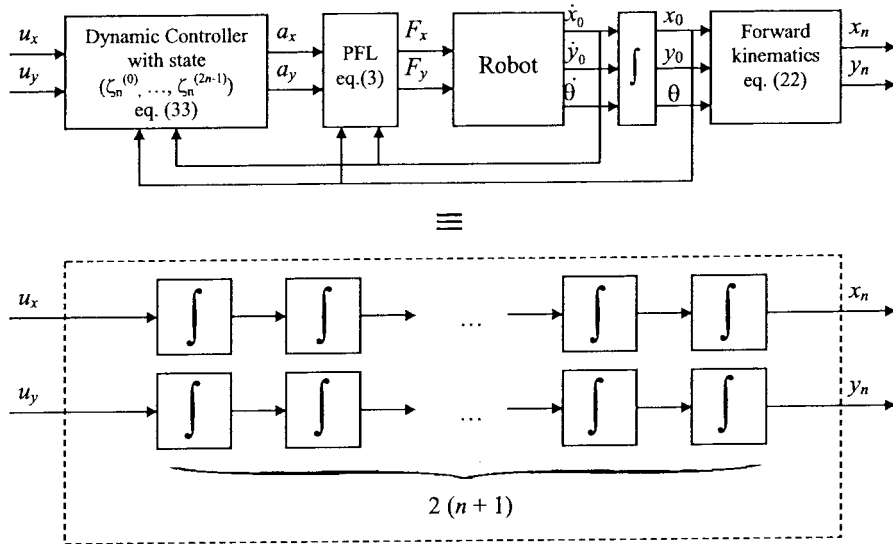 u_x
u_y
Dynamic Controller
with state
(ζ_n^(0), ..., ζ_n^(2n-1))
eq. (33)
a_x
a_y
PFL
eq.(3)
F_x
F_y
Robot
ẋ_0
ẏ_0
θ̇
∫
x_0
y_0
θ
Forward
kinematics
eq. (22)
x_n
y_n
≡
u_x ∫ ∫ ... ∫ ∫ x_n
u_y ∫ ∫ ... ∫ ∫ y_n
2 (n + 1)